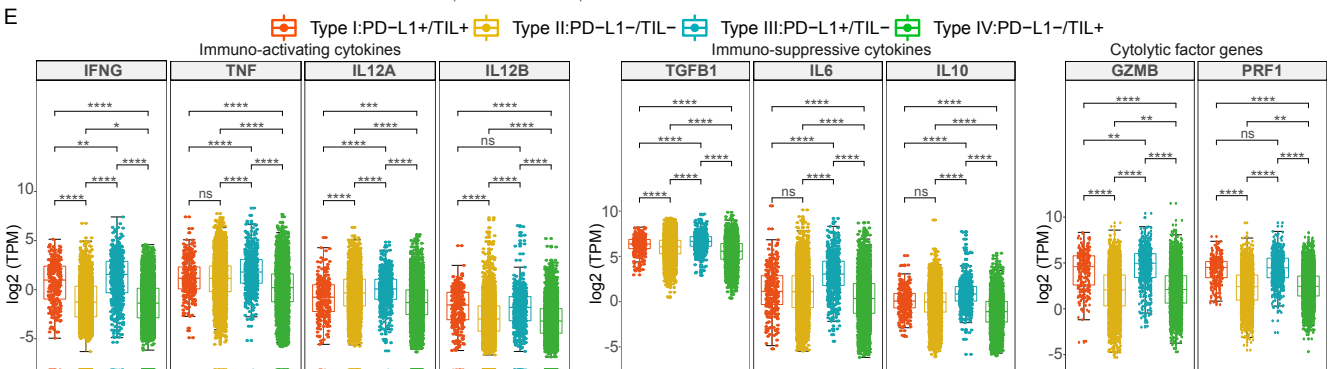 E
Type I:PD−L1+/TIL+ Type II:PD−L1−/TIL− Type III:PD−L1+/TIL− Type IV:PD−L1−/TIL+
Immuno-activating cytokines Immuno-suppressive cytokines Cytolytic factor genes
IFNG TNF IL12A IL12B TGFB1 IL6 IL10 GZMB PRF1
**** **** *** **** **** **** **** **** ****
* **** **** **** **** **** **** ** **
** **** **** ns **** **** **** ** ns
**** **** **** **** **** **** **** **** ****
**** **** **** **** **** **** **** **** ****
**** ns **** **** **** ns ns **** ****
10 10 10
5 5 5
0 0 0
−5 −5 −5
log2 (TPM) log2 (TPM) log2 (TPM)